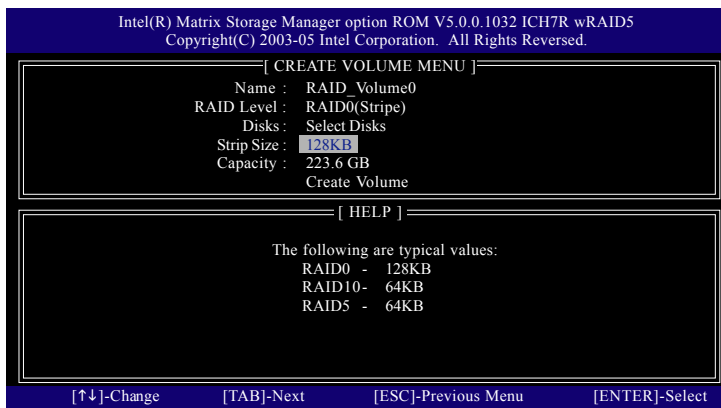 Intel(R) Matrix Storage Manager option ROM V5.0.0.1032 ICH7R wRAID5
Copyright(C) 2003-05 Intel Corporation. All Rights Reversed.
[ CREATE VOLUME MENU ]
Name : RAID_Volume0
RAID Level : RAID0(Stripe)
Disks : Select Disks
Strip Size : 128KB
Capacity : 223.6 GB
Create Volume
[ HELP ]
The following are typical values:
RAID0 - 128KB
RAID10- 64KB
RAID5 - 64KB
[↑↓]-Change [TAB]-Next [ESC]-Previous Menu [ENTER]-Select